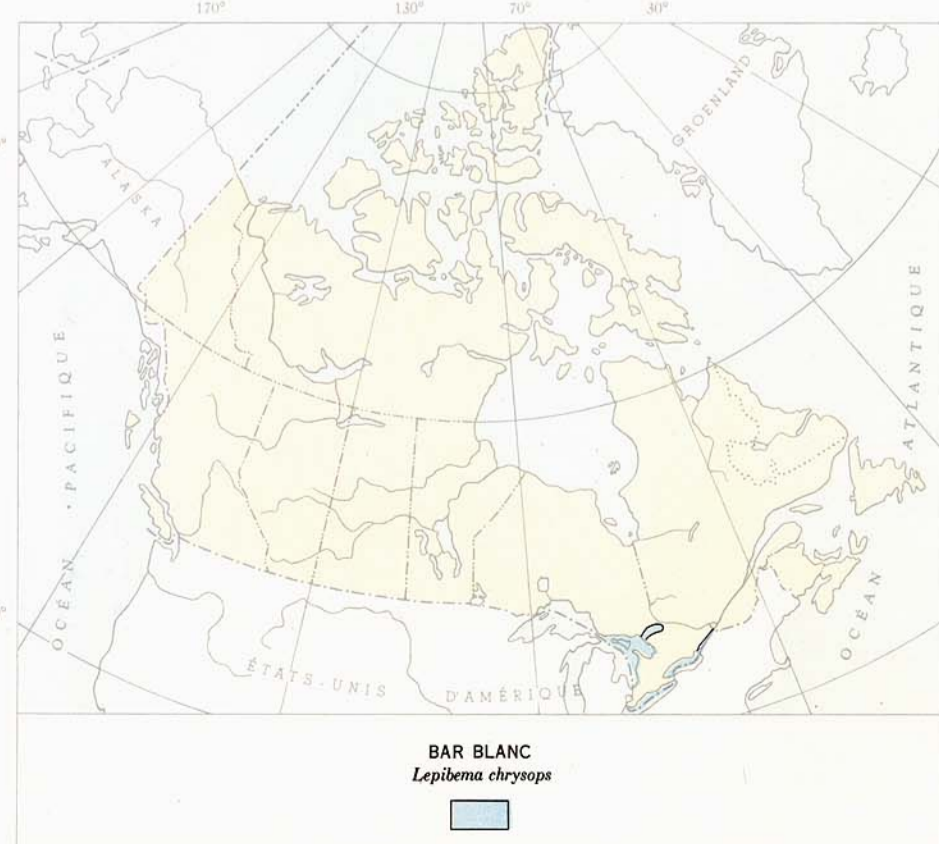 170° 130° 70° 30°
GROENLAND
ALASKA
OCÉAN PACIFIQUE
OCÉAN ATLANTIQUE
ÉTATS-UNIS D'AMÉRIQUE
BAR BLANC
Lepibema chrysops